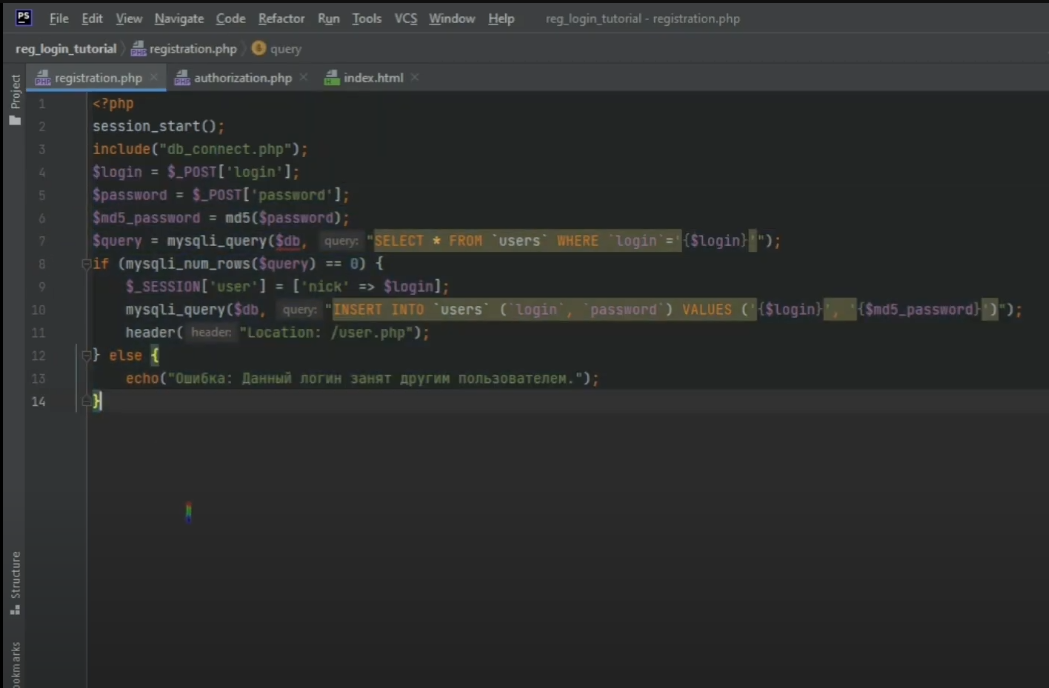 PS File Edit View Navigate Code Refactor Run Tools VCS Window Help reg_login_tutorial - registration.php
reg_login_tutorial registration.php query
registration.php authorization.php index.html
Project
1 <?php
2 session_start();
3 include("db_connect.php");
4 $login = $_POST['login'];
5 $password = $_POST['password'];
6 $md5_password = md5($password);
7 $query = mysqli_query($db, query: "SELECT * FROM `users` WHERE `login`='{$login}'");
8 if (mysqli_num_rows($query) == 0) {
9 $_SESSION['user'] = ['nick' => $login];
10 mysqli_query($db, query: "INSERT INTO `users` (`login`, `password`) VALUES ('{$login}', '{$md5_password}')");
11 header( header: "Location: /user.php");
12 } else {
13 echo("Ошибка: Данный логин занят другим пользователем.");
14 }
Structure
okmarks